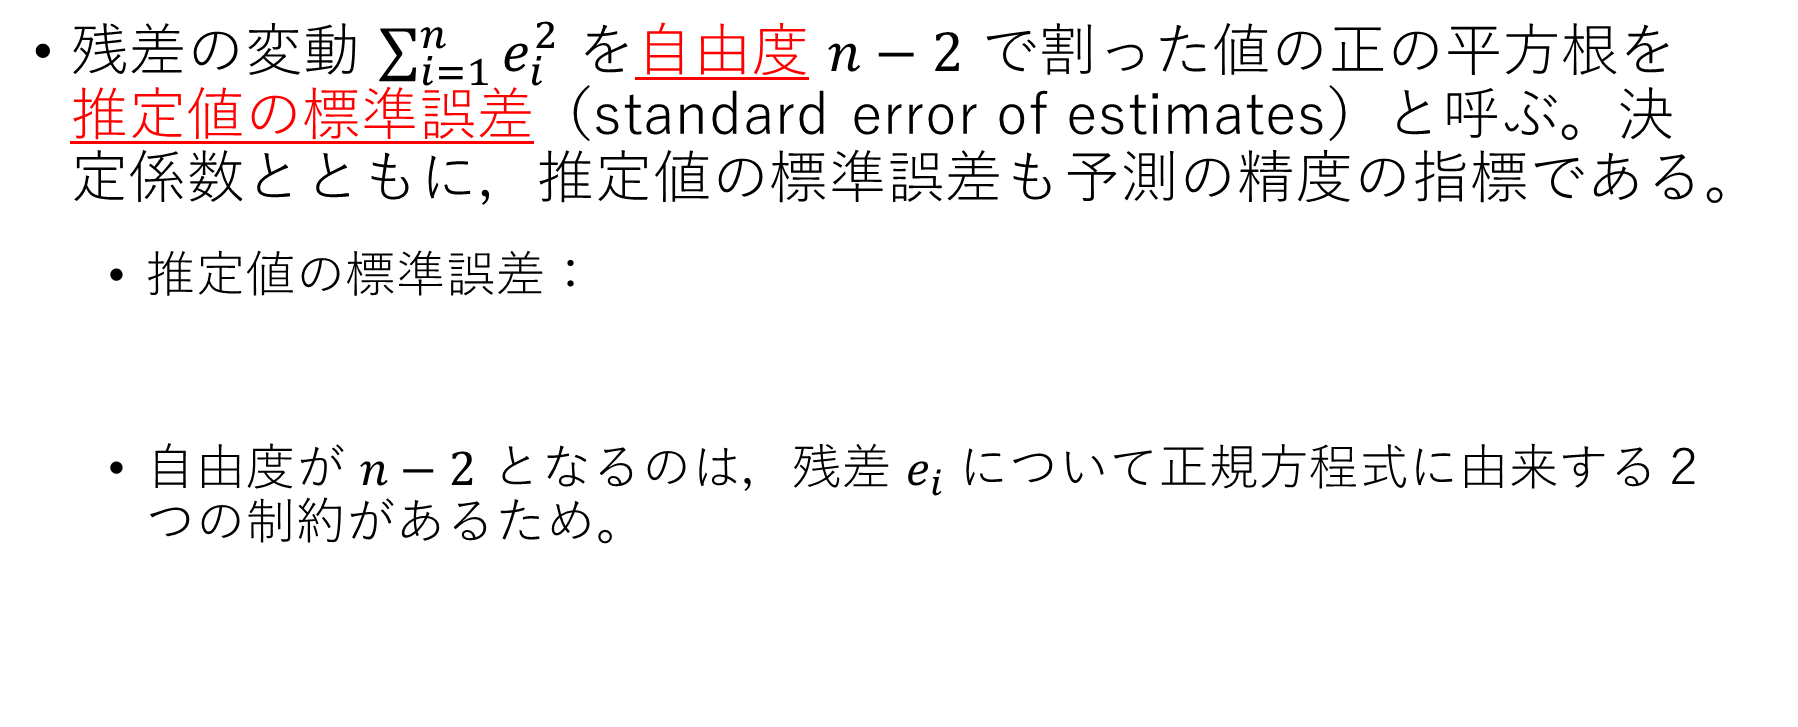 • 残差の変動 ∑ⁿᵢ₌₁ eᵢ² を自由度 n − 2 で割った値の正の平方根を
推定値の標準誤差（standard error of estimates）と呼ぶ。決
定係数とともに，推定値の標準誤差も予測の精度の指標である。
• 推定値の標準誤差：
• 自由度が n − 2 となるのは，残差 eᵢ について正規方程式に由来する２
つの制約があるため。